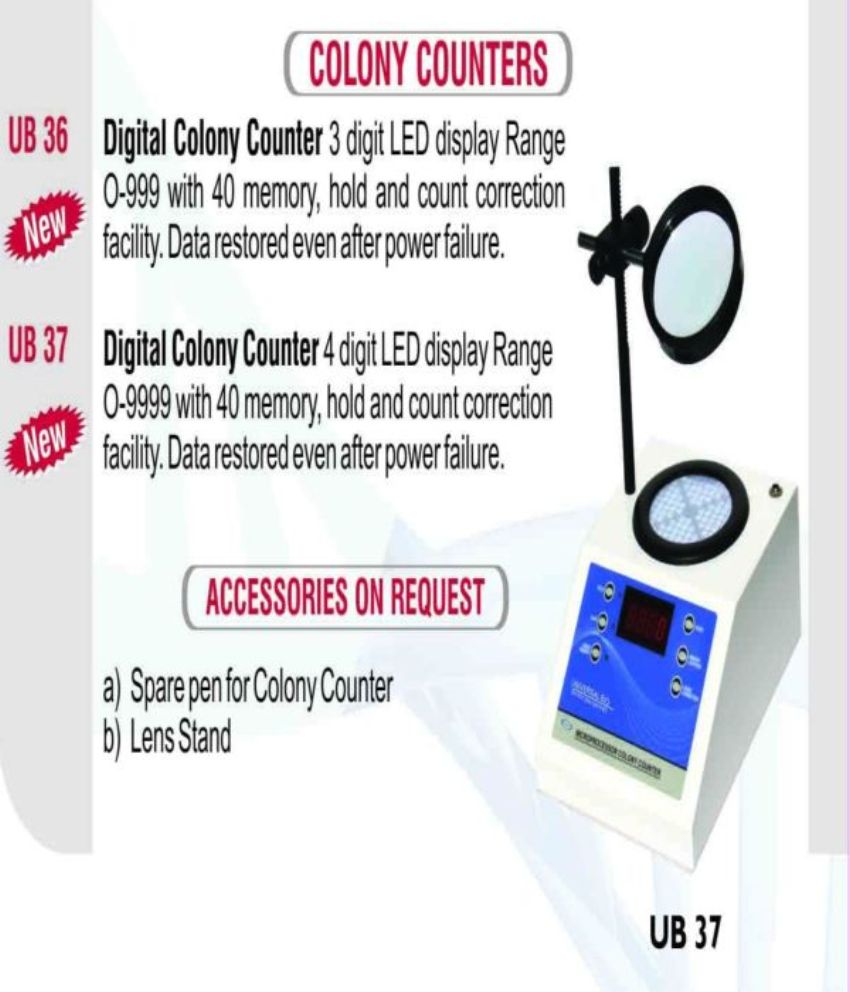 COLONY COUNTERS
UB 36
New
Digital Colony Counter 3 digit LED display Range
O-999 with 40 memory, hold and count correction
facility. Data restored even after power failure.
UB 37
New
Digital Colony Counter 4 digit LED display Range
O-9999 with 40 memory, hold and count correction
facility. Data restored even after power failure.
ACCESSORIES ON REQUEST
a) Spare pen for Colony Counter
b) Lens Stand
MICROPROCESSOR COLONY COUNTER
UB 37